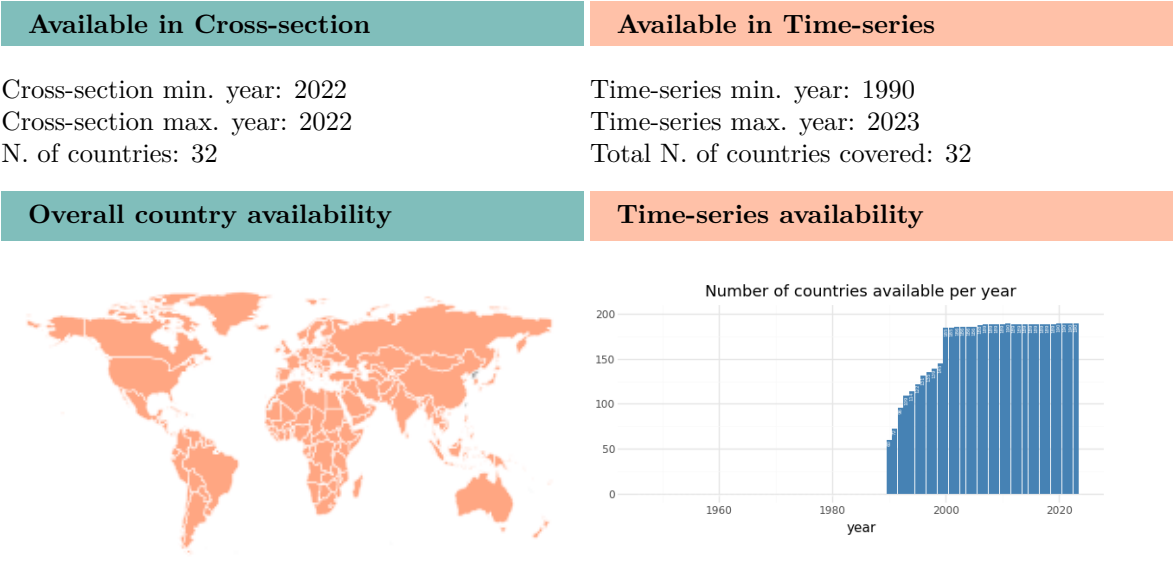 Available in Cross-section
Available in Time-series
Cross-section min. year: 2022
Cross-section max. year: 2022
N. of countries: 32
Time-series min. year: 1990
Time-series max. year: 2023
Total N. of countries covered: 32
Overall country availability
Time-series availability
Number of countries available per year
200
150
100
50
0
1960
1980
2000
2020
year